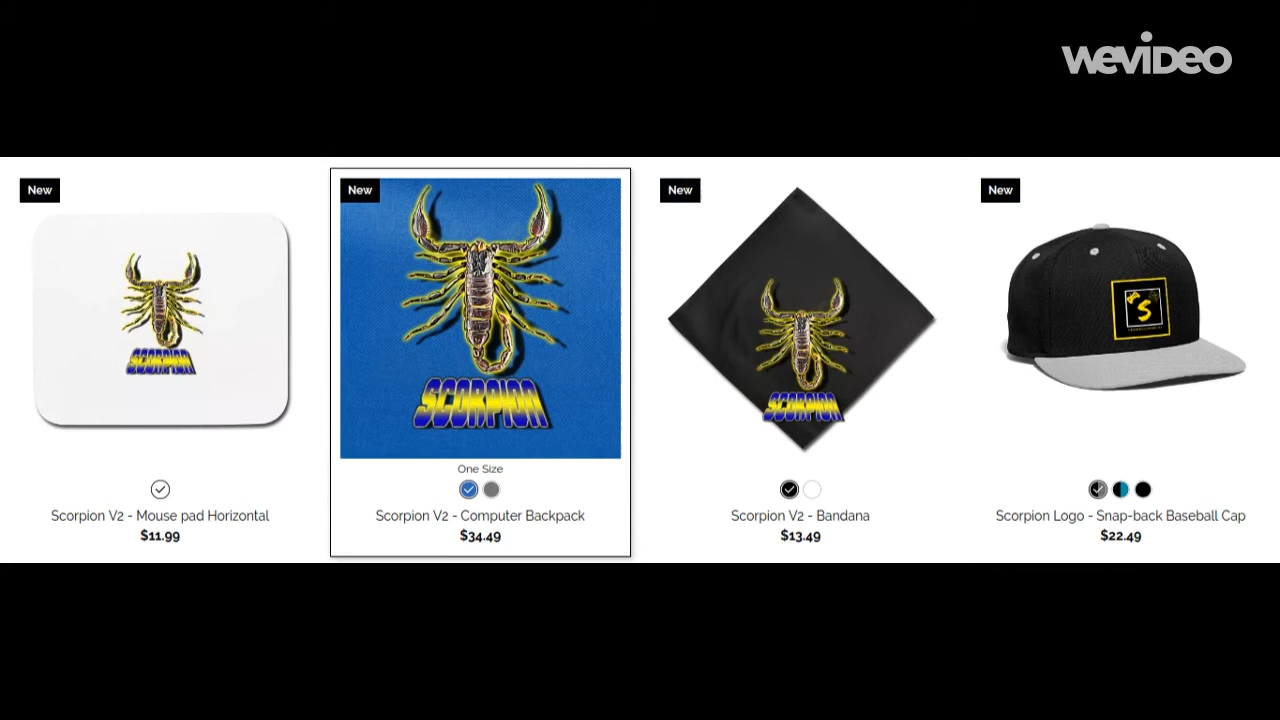 wevideo
New
New
New
New
SCORPION
SCORPION
SCORPION
S
One Size
Scorpion V2 - Mouse pad Horizontal
$11.99
Scorpion V2 - Computer Backpack
$34.49
Scorpion V2 - Bandana
$13.49
Scorpion Logo - Snap-back Baseball Cap
$22.49